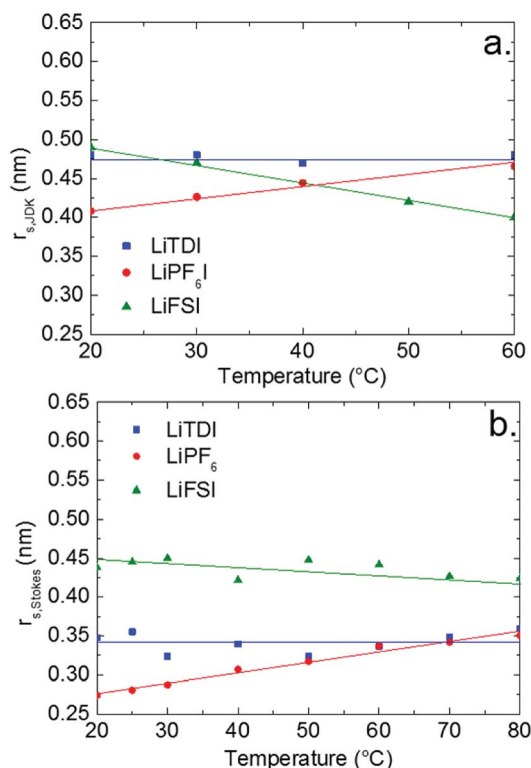 a.
0.65
0.60
0.55
0.50
0.45
0.40
0.35
0.30
0.25
r s,JDK (nm)
LiTDI
LiPF6I
LiFSI
20 30 40 50 60
Temperature (°C)
b.
0.65
0.60
0.55
0.50
0.45
0.40
0.35
0.30
0.25
r s,Stokes (nm)
LiTDI
LiPF6
LiFSI
20 30 40 50 60 70 80
Temperature (°C)